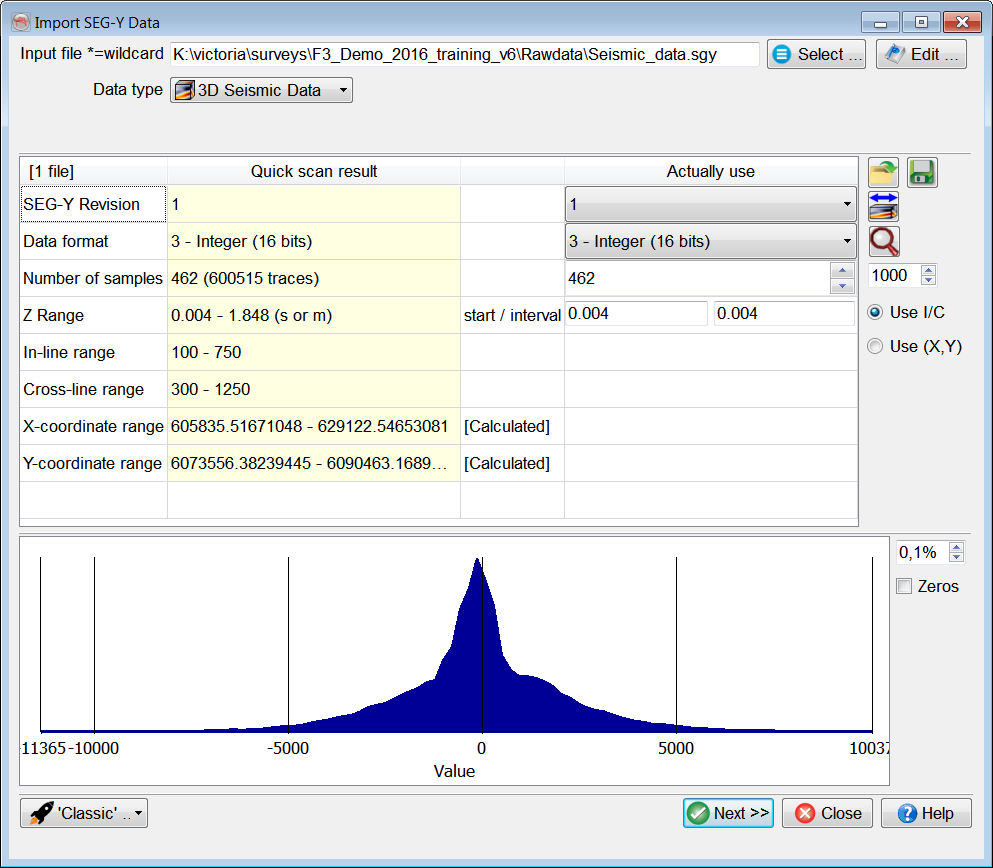 Import SEG-Y Data
Input file *=wildcard K:\victoria\surveys\F3_Demo_2016_training_v6\Rawdata\Seismic_data.sgy Select ... Edit ...
Data type 3D Seismic Data
[1 file] Quick scan result Actually use
SEG-Y Revision 1 1
Data format 3 - Integer (16 bits) 3 - Integer (16 bits)
Number of samples 462 (600515 traces) 462
1000
Z Range 0.004 - 1.848 (s or m) start / interval 0.004 0.004
Use I/C
In-line range 100 - 750
Use (X,Y)
Cross-line range 300 - 1250
X-coordinate range 605835.51671048 - 629122.54653081 [Calculated]
Y-coordinate range 6073556.38239445 - 6090463.1689... [Calculated]
0,1%
Zeros
11365 -10000 -5000 0 5000 1003
Value
'Classic' .. Next >> Close Help